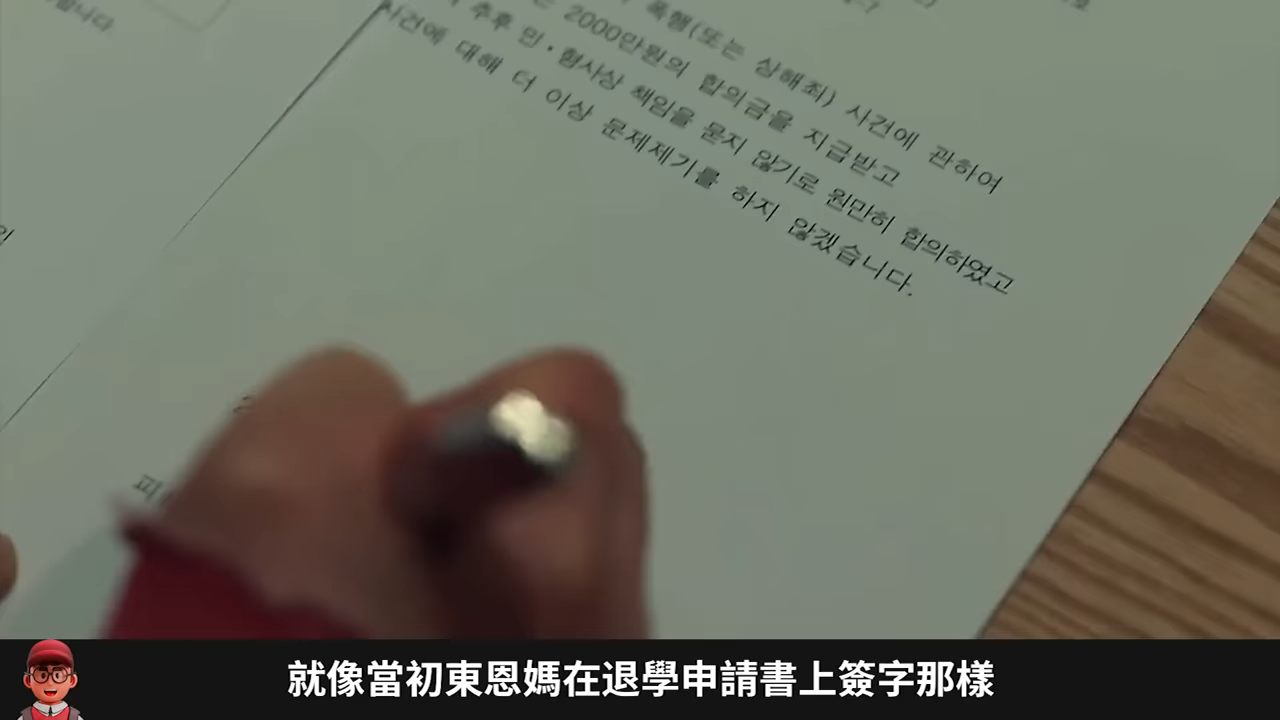 폭행(또는 상해죄) 사건에 관하여
2000만원의 합의금을 지급받고
추후 민·형사상 책임을 묻지 않기로 원만히 합의하였고
사건에 대해 더 이상 문제제기를 하지 않겠습니다.
就像當初東恩媽在退學申請書上簽字那樣